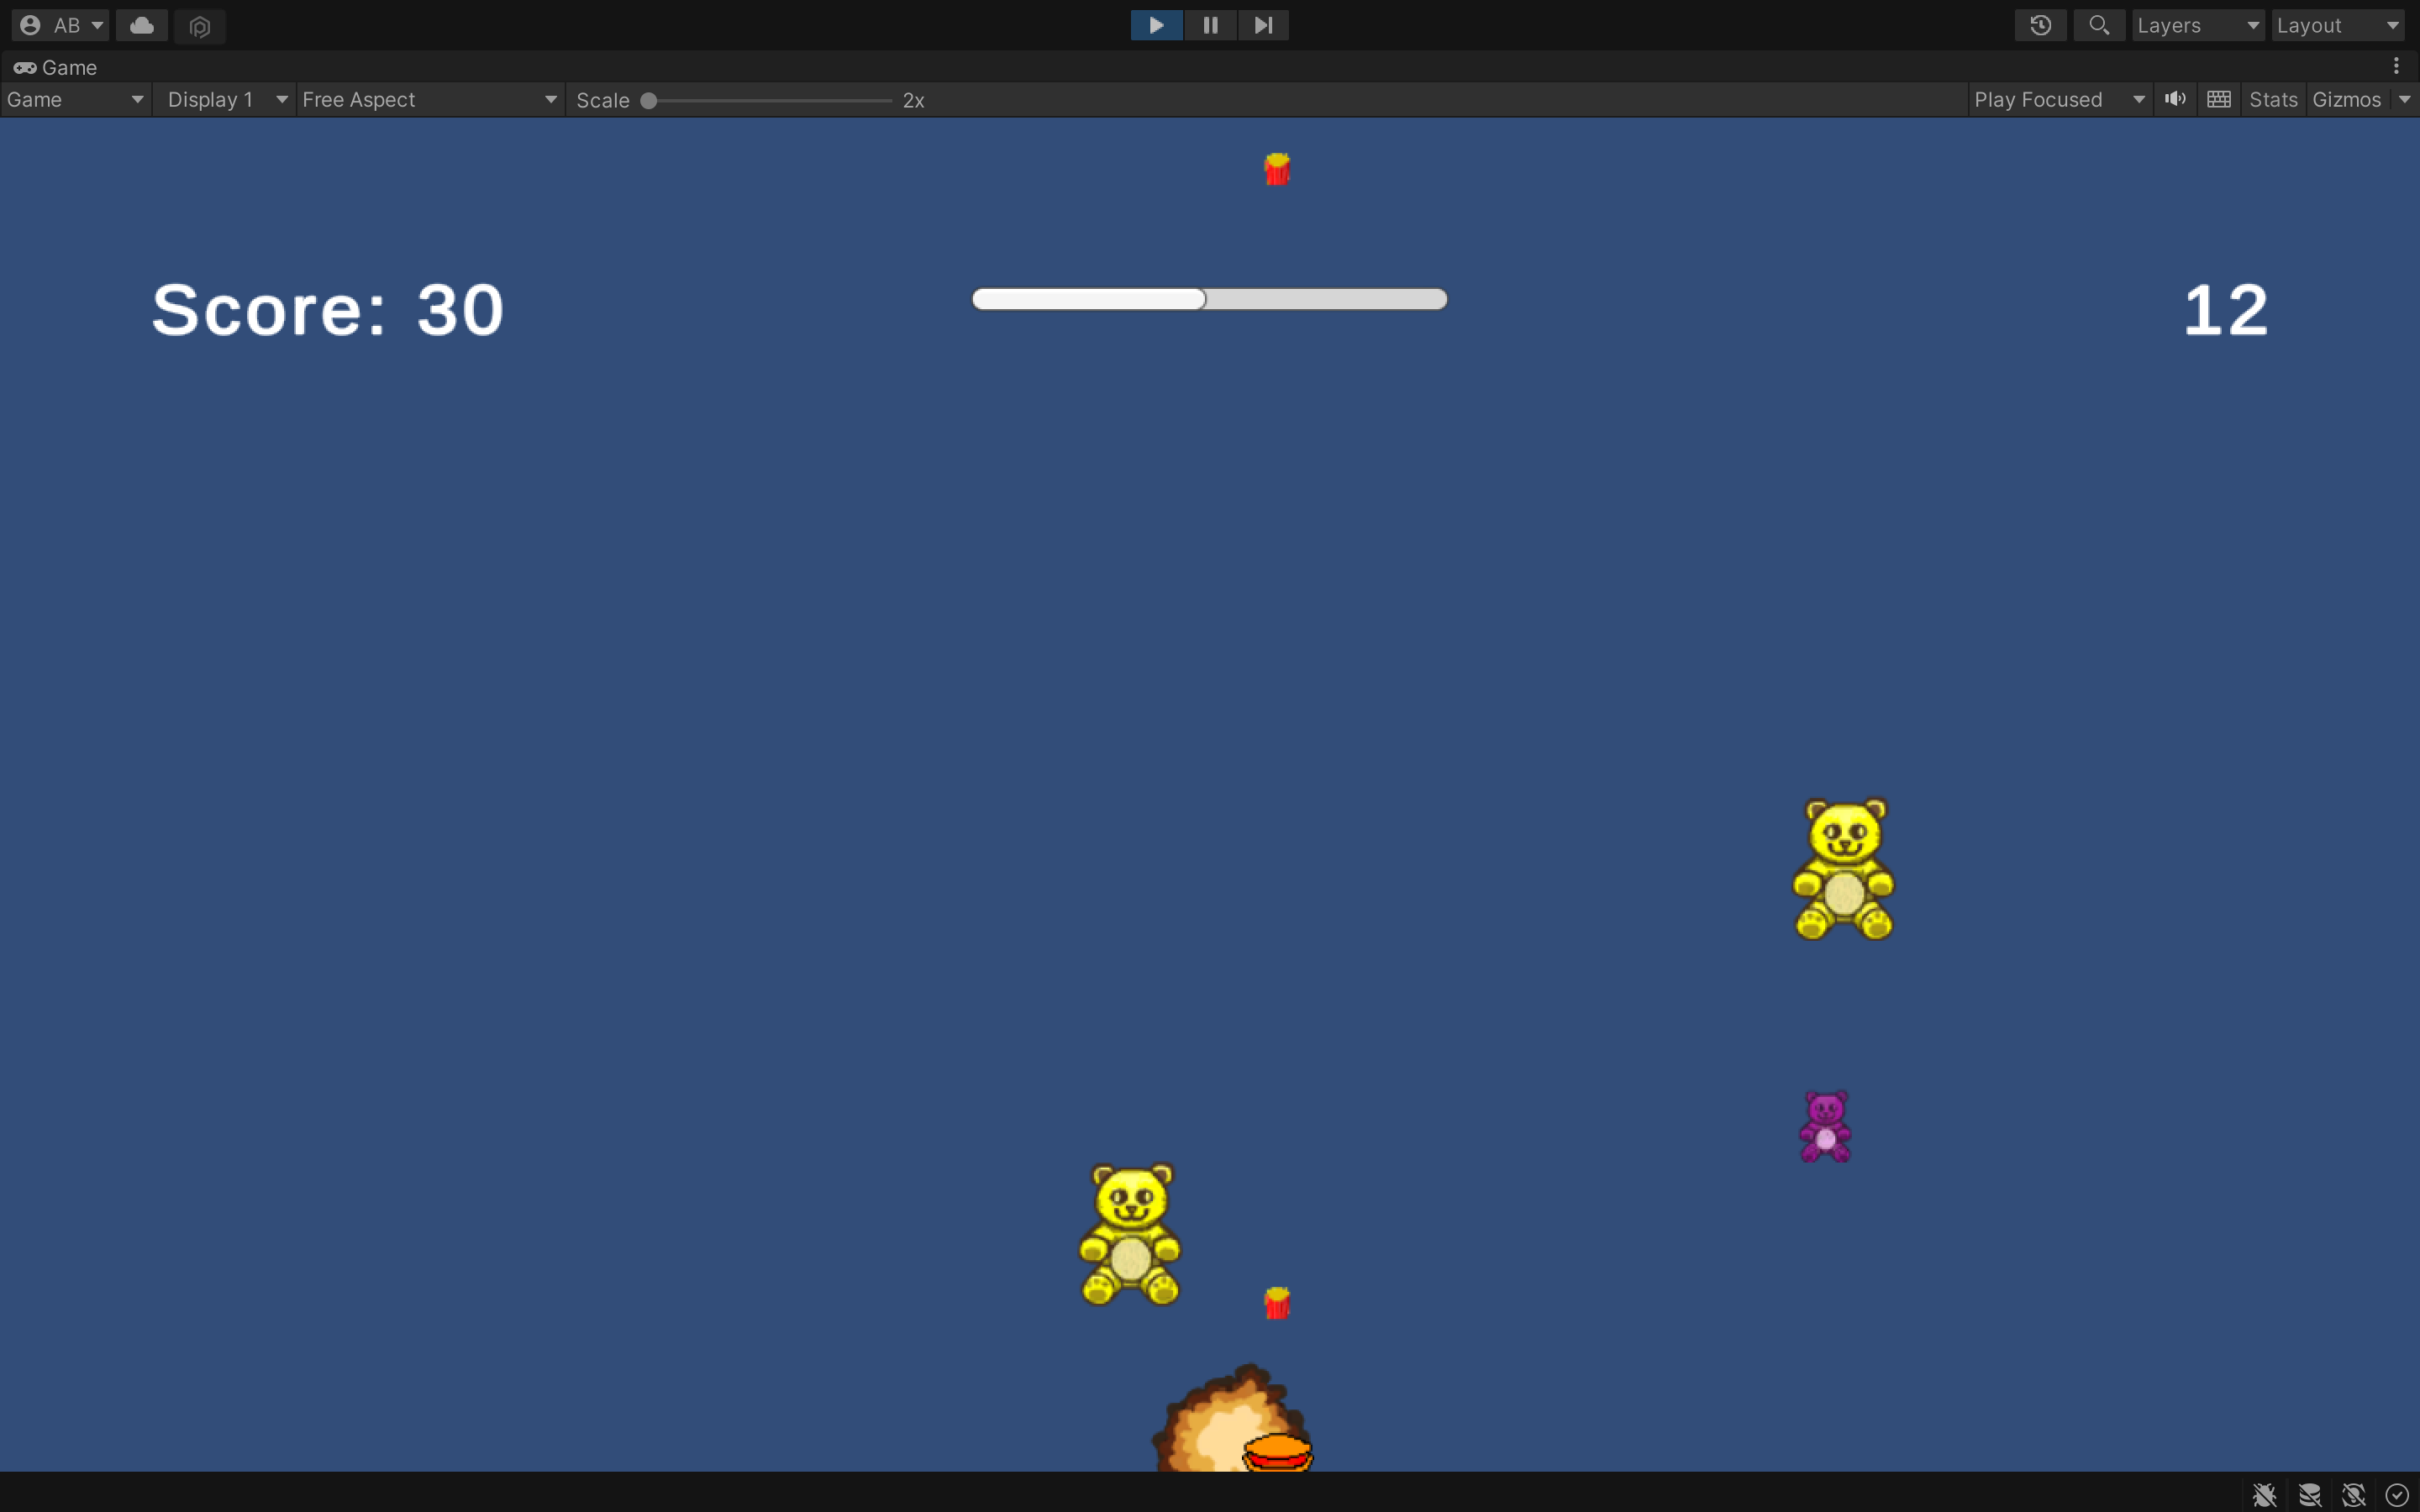 AB
Layers
Layout
Game
Game
Display 1
Free Aspect
Scale
2x
Play Focused
Stats
Gizmos
Score: 30
12